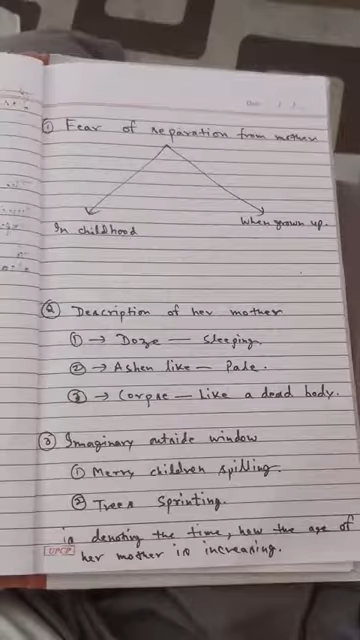 Date / /
① Fear of separation from mother
In childhood
When grown up.
② Description of her mother
① → Doze — Sleeping.
② → Ashen like — Pale.
③ → Corpse — Like a dead body.
③ Imaginary outside window
① Merry children spilling.
② Trees Sprinting.
is denoting the time, how the age of
her mother is increasing.
UPCP